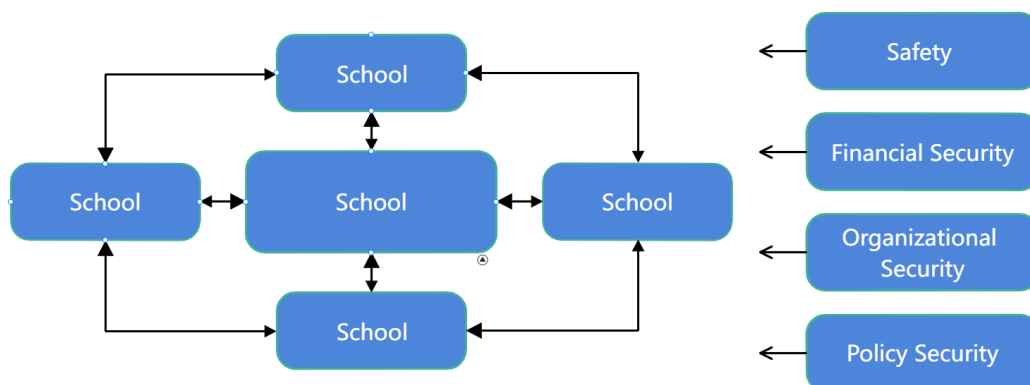 School
Safety
Financial Security
School
School
School
Organizational
Security
School
Policy Security